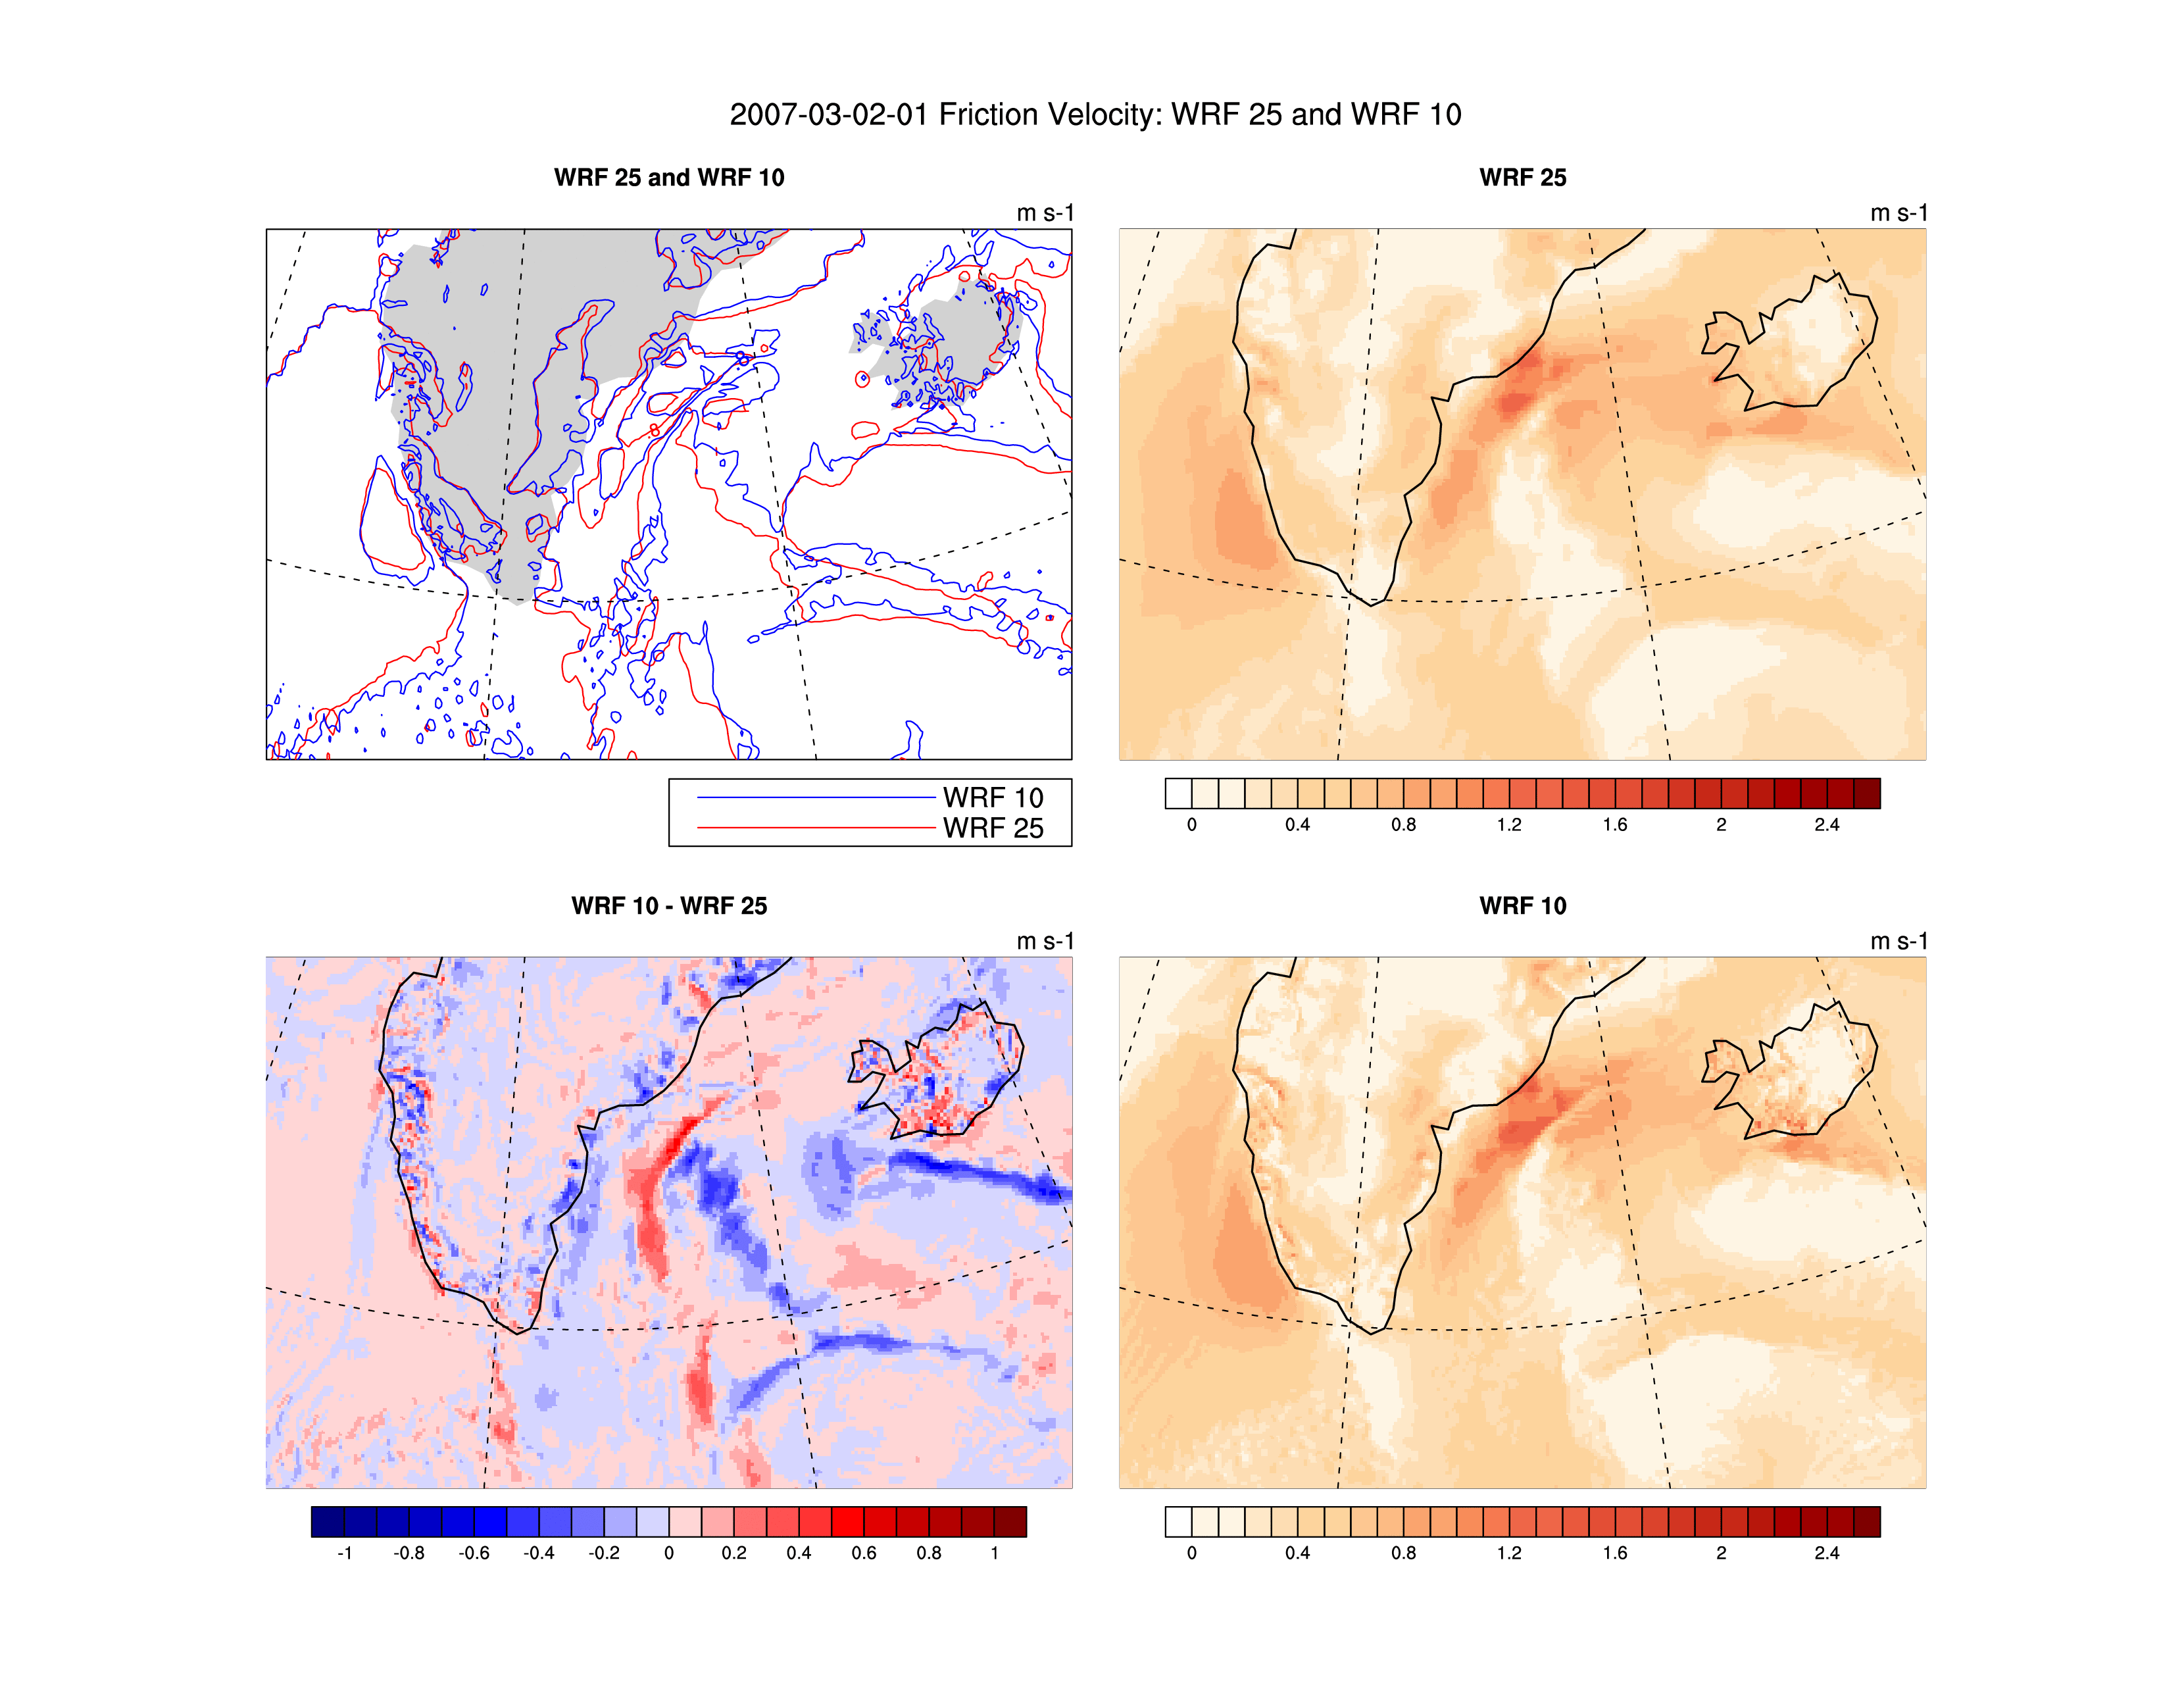 2007-03-02-01 Friction Velocity: WRF 25 and WRF 10
WRF 25 and WRF 10
m s-1
WRF 10
WRF 25
WRF 25
m s-1
0 0.4 0.8 1.2 1.6 2 2.4
WRF 10 - WRF 25
m s-1
-1 -0.8 -0.6 -0.4 -0.2 0 0.2 0.4 0.6 0.8 1
WRF 10
m s-1
0 0.4 0.8 1.2 1.6 2 2.4